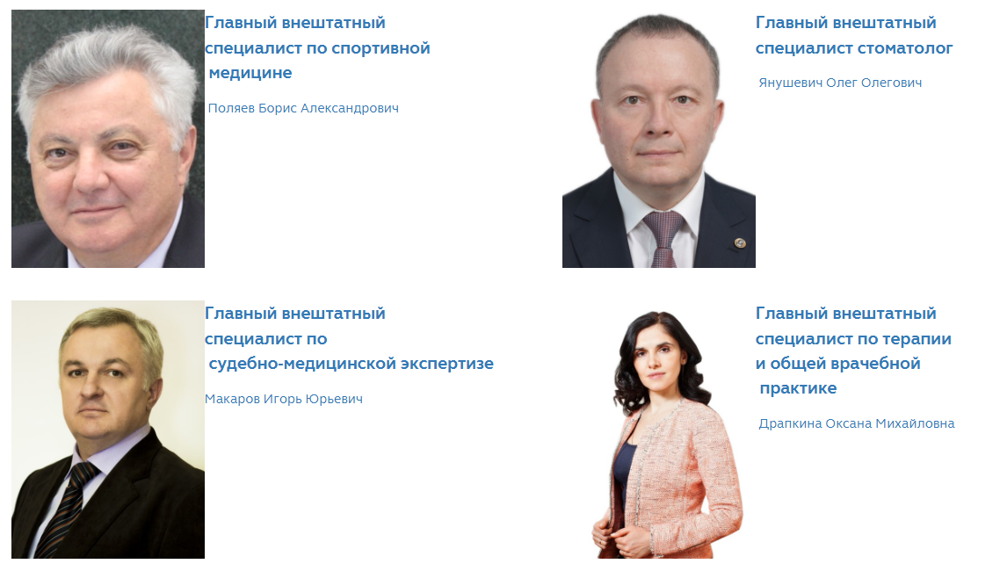 Главный внештатный
специалист по спортивной
медицине
Поляев Борис Александрович
Главный внештатный
специалист стоматолог
Янушевич Олег Олегович
Главный внештатный
специалист по
судебно-медицинской экспертизе
Макаров Игорь Юрьевич
Главный внештатный
специалист по терапии
и общей врачебной
практике
Драпкина Оксана Михайловна